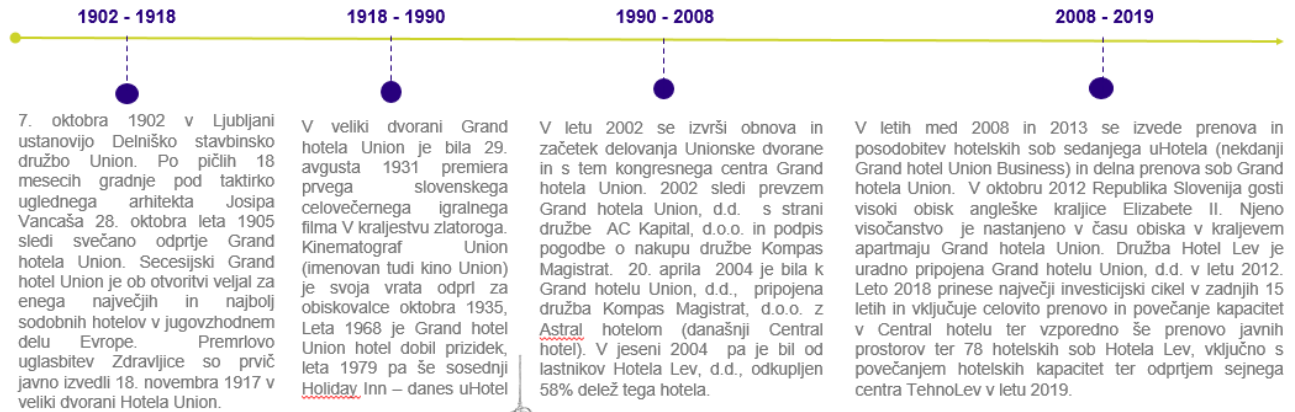 1902 - 1918
7. oktobra 1902 v Ljubljani
ustanovijo Delniško stavbinsko
družbo Union. Po pičlih 18
mesecih gradnje pod taktirko
uglednega arhitekta Josipa
Vancaša 28. oktobra leta 1905
sledi svečano odprtje Grand
hotela Union. Secesijski Grand
hotel Union je ob otvoritvi veljal za
enega največjih in najbolj
sodobnih hotelov v jugovzhodnem
delu Evrope. Premrlovo
uglasbitev Zdravljice so prvič
javno izvedli 18. novembra 1917 v
veliki dvorani Hotela Union.
1918 - 1990
V veliki dvorani Grand
hotela Union je bila 29.
avgusta 1931 premiera
prvega slovenskega
celovečernega igralnega
filma V kraljestvu zlatoroga.
Kinematograf Union
(imenovan tudi kino Union)
je svoja vrata odprl za
obiskovalce oktobra 1935,
Leta 1968 je Grand hotel
Union hotel dobil prizidek,
leta 1979 pa še sosednji
Holiday Inn – danes uHotel
1990 - 2008
V letu 2002 se izvrši obnova in
začetek delovanja Unionske dvorane
in s tem kongresnega centra Grand
hotela Union. 2002 sledi prevzem
Grand hotela Union, d.d. s strani
družbe AC Kapital, d.o.o. in podpis
pogodbe o nakupu družbe Kompas
Magistrat. 20. aprila 2004 je bila k
Grand hotelu Union, d.d., pripojena
družba Kompas Magistrat, d.o.o. z
Astral hotelom (današnji Central
hotel). V jeseni 2004 pa je bil od
lastnikov Hotela Lev, d.d., odkupljen
58% delež tega hotela.
2008 - 2019
V letih med 2008 in 2013 se izvede prenova in
posodobitev hotelskih sob sedanjega uHotela (nekdanji
Grand hotel Union Business) in delna prenova sob Grand
hotela Union. V oktobru 2012 Republika Slovenija gosti
visoki obisk angleške kraljice Elizabete II. Njeno
visočanstvo je nastanjeno v času obiska v kraljevem
apartmaju Grand hotela Union. Družba Hotel Lev je
uradno pripojena Grand hotelu Union, d.d. v letu 2012.
Leto 2018 prinese največji investicijski cikel v zadnjih 15
letih in vključuje celovito prenovo in povečanje kapacitet
v Central hotelu ter vzporedno še prenovo javnih
prostorov ter 78 hotelskih sob Hotela Lev, vključno s
povečanjem hotelskih kapacitet ter odprtjem sejnega
centra TehnoLev v letu 2019.